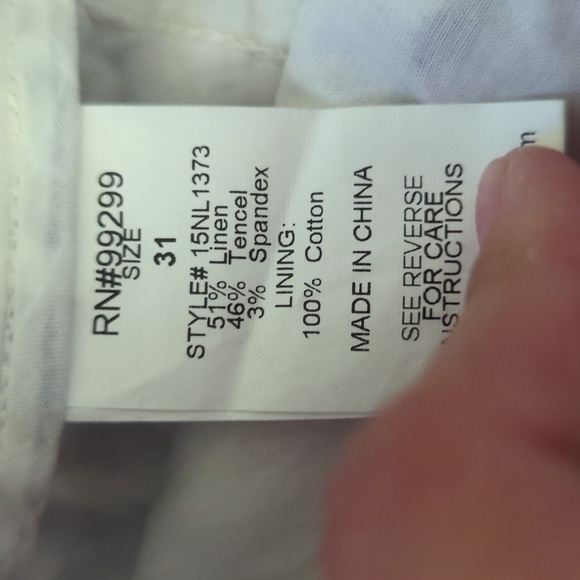 RN#99299
SIZE
31
STYLE# 15NL1373
51% Linen
46% Tencel
3% Spandex
LINING:
100% Cotton
MADE IN CHINA
SEE REVERSE
FOR CARE
INSTRUCTIONS